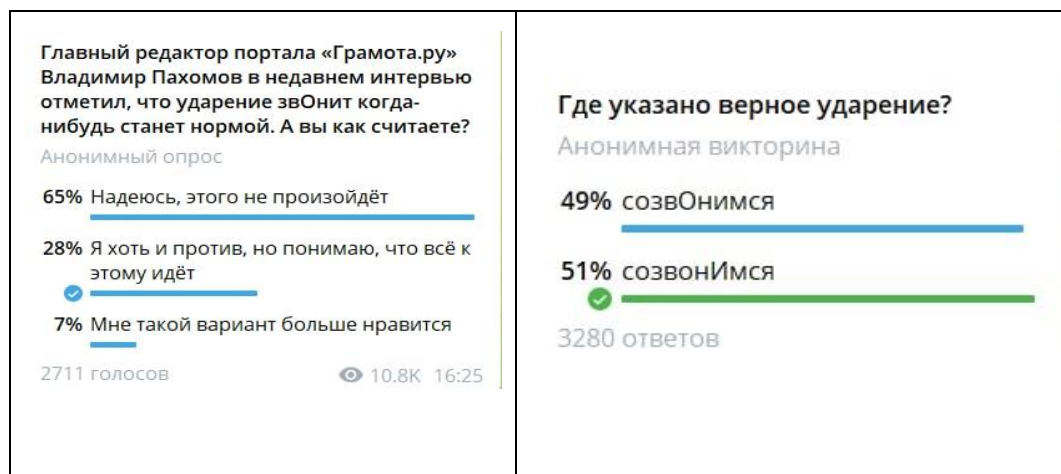 Главный редактор портала «Грамота.ру»
Владимир Пахомов в недавнем интервью
отметил, что ударение звОнит когда-
нибудь станет нормой. А вы как считаете?
Анонимный опрос
65% Надеюсь, этого не произойдёт
28% Я хоть и против, но понимаю, что всё к
этому идёт
7% Мне такой вариант больше нравится
2711 голосов 10.8K 16:25
Где указано верное ударение?
Анонимная викторина
49% созвОнимся
51% созвонИмся
3280 ответов